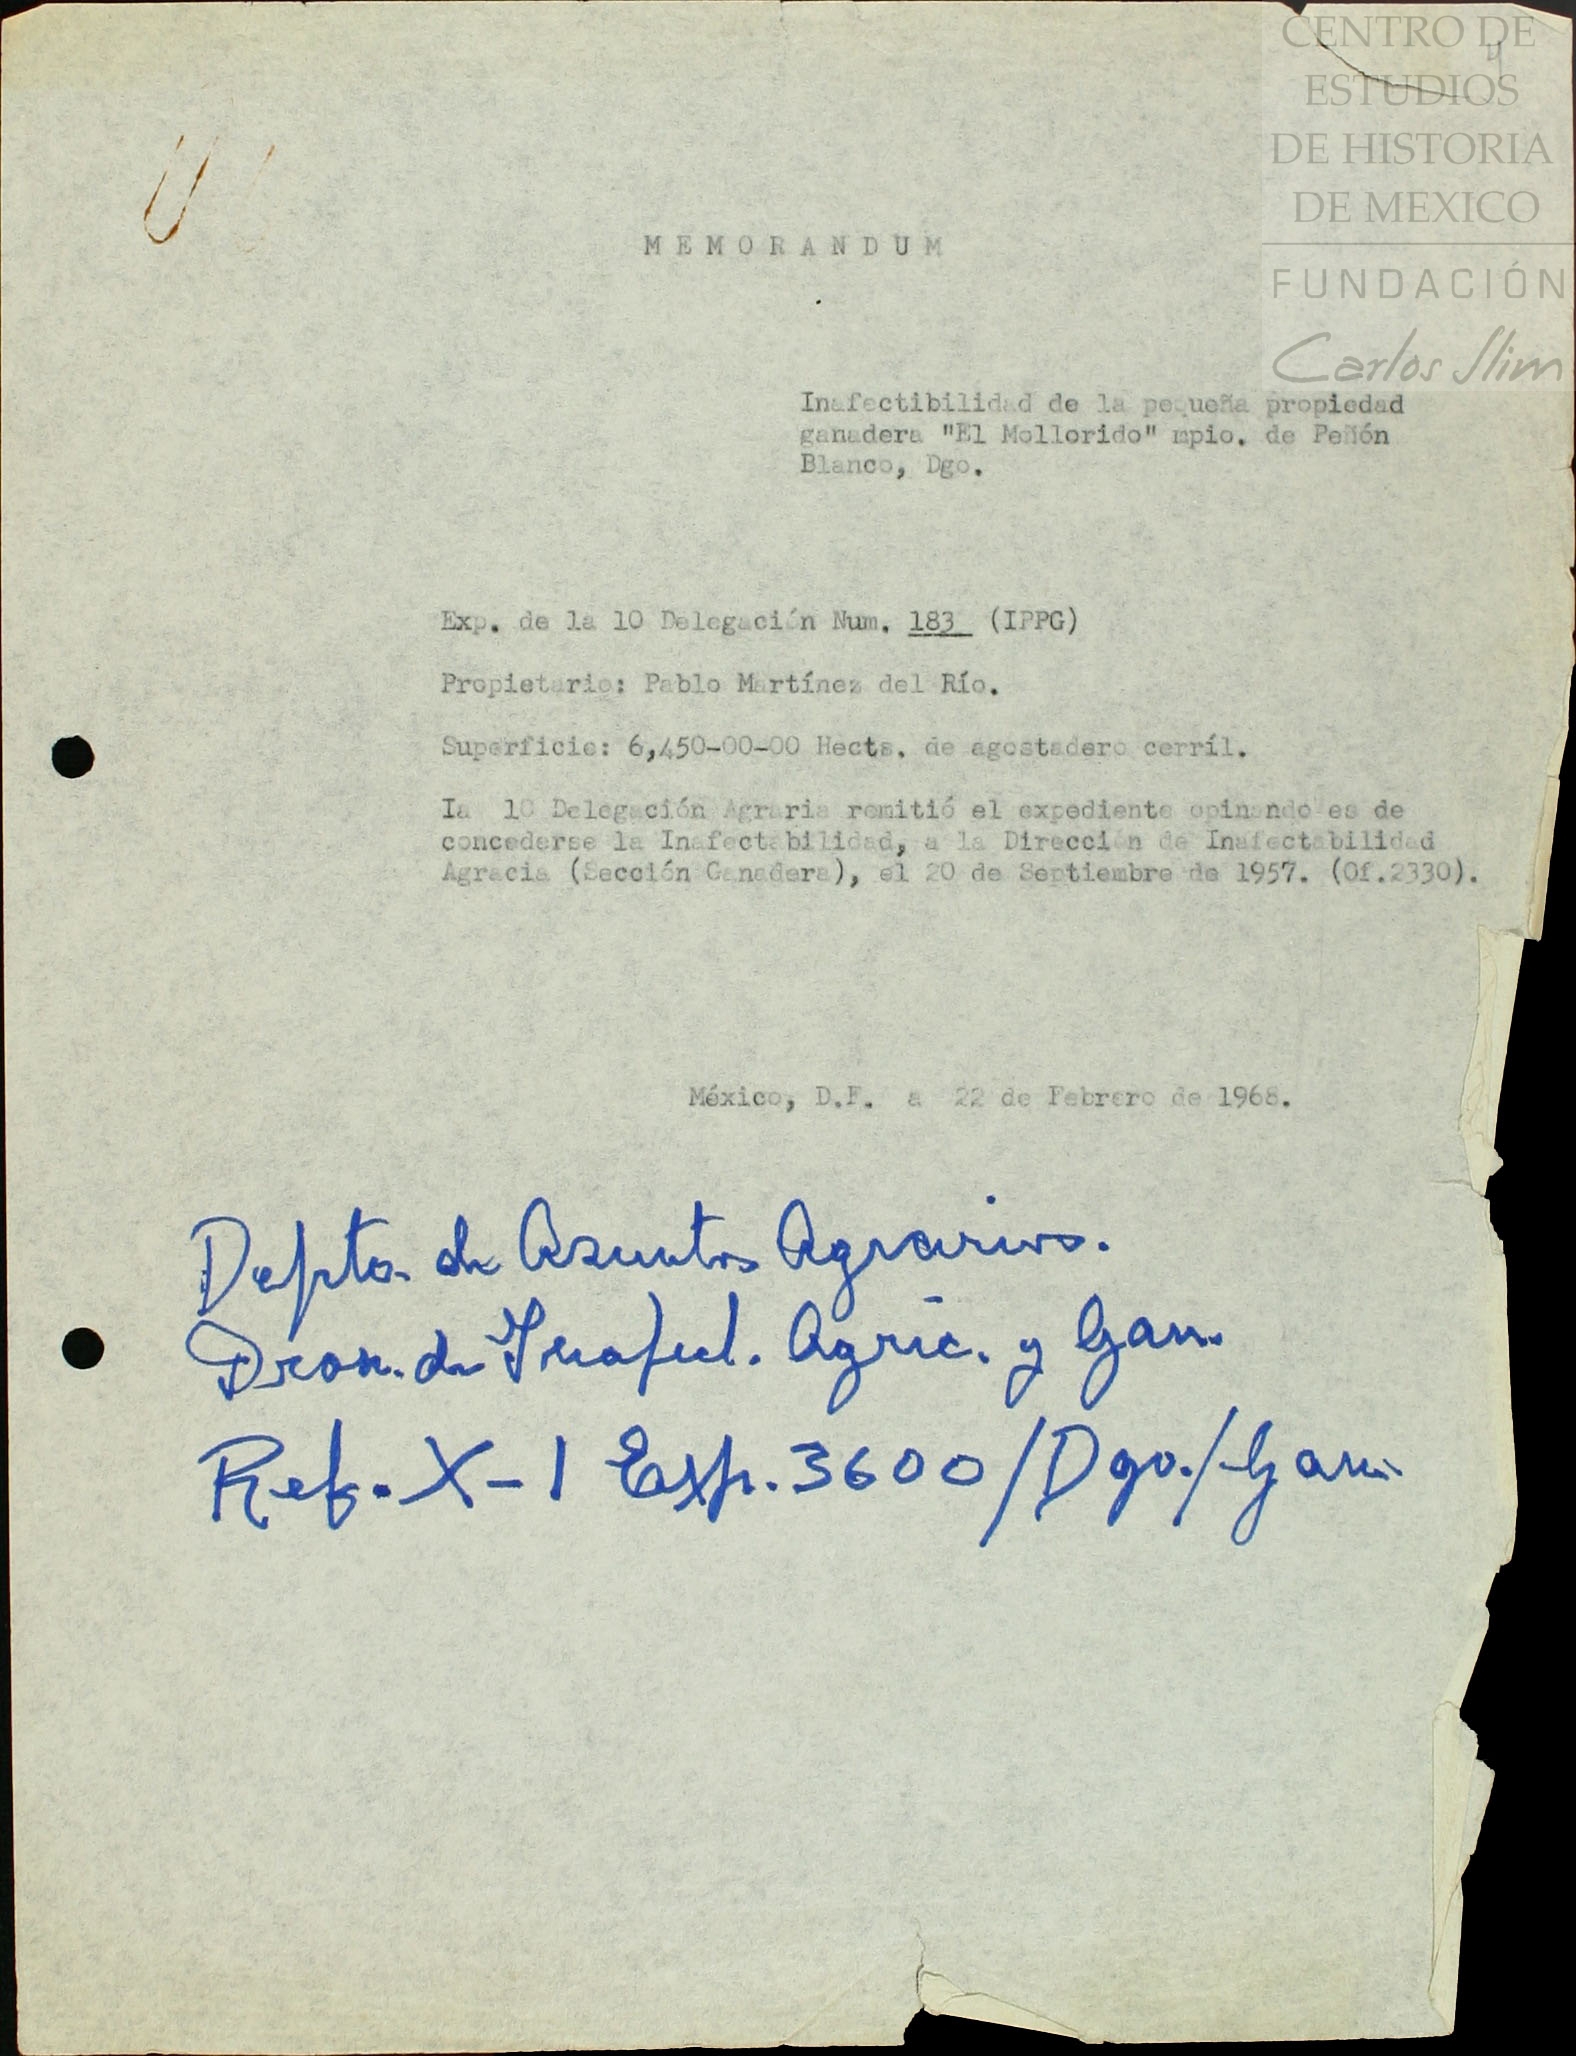 CENTRO DE
ESTUDIOS
DE HISTORIA
DE MEXICO
FUNDACIÓN
Carlos Slim
MEMORANDUM
Inafectibilidad de la pequeña propiedad
ganadera "El Mollorido" mpio. de Peñón
Blanco, Dgo.
Exp. de la 10 Delegación Num. 183 (IPPG)
Propietario: Pablo Martínez del Río.
Superficie: 6,450-00-00 Hects. de agostadero cerríl.
La 10 Delegación Agraria remitió el expediente opinando es de
concederse la Inafectabilidad, a la Dirección de Inafectabilidad
Agracia (Sección Ganadera), el 20 de Septiembre de 1957. (Of.2330).
México, D.F. a 22 de Febrero de 1968.
Depto. de Asuntos Agrarios.
Dron. de Inafect. Agríc. y Gan.
Ref. X-1 Exp. 3600/Dgo./Gan.